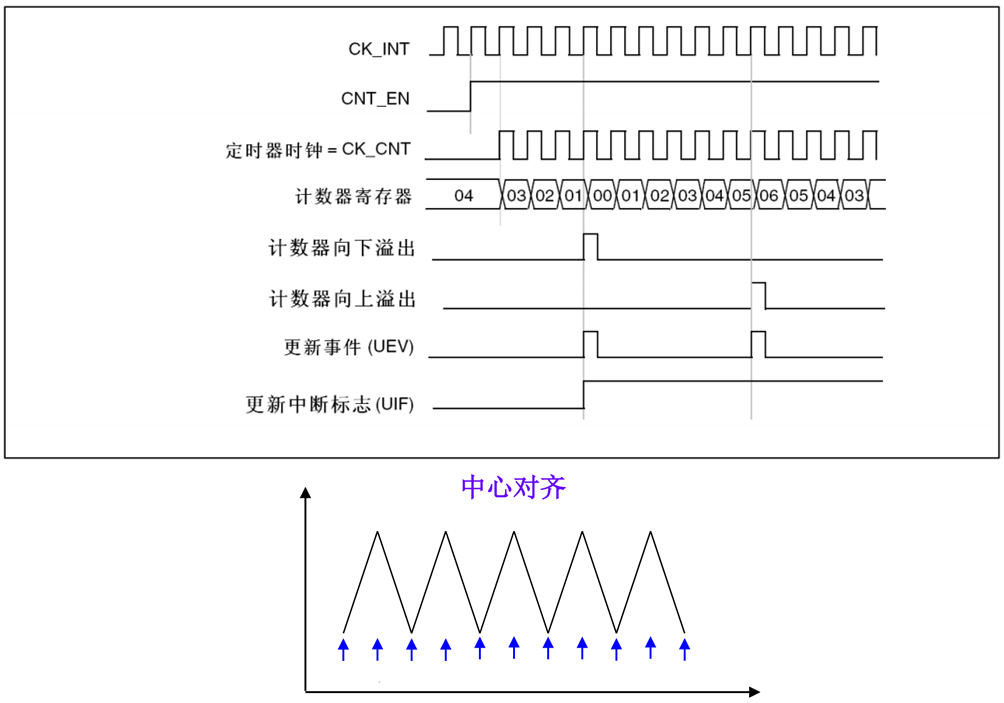 CK_INT
CNT_EN
定时器时钟 = CK_CNT
计数器寄存器 04 03 02 01 00 01 02 03 04 05 06 05 04 03
计数器向下溢出
计数器向上溢出
更新事件 (UEV)
更新中断标志 (UIF)
中心对齐